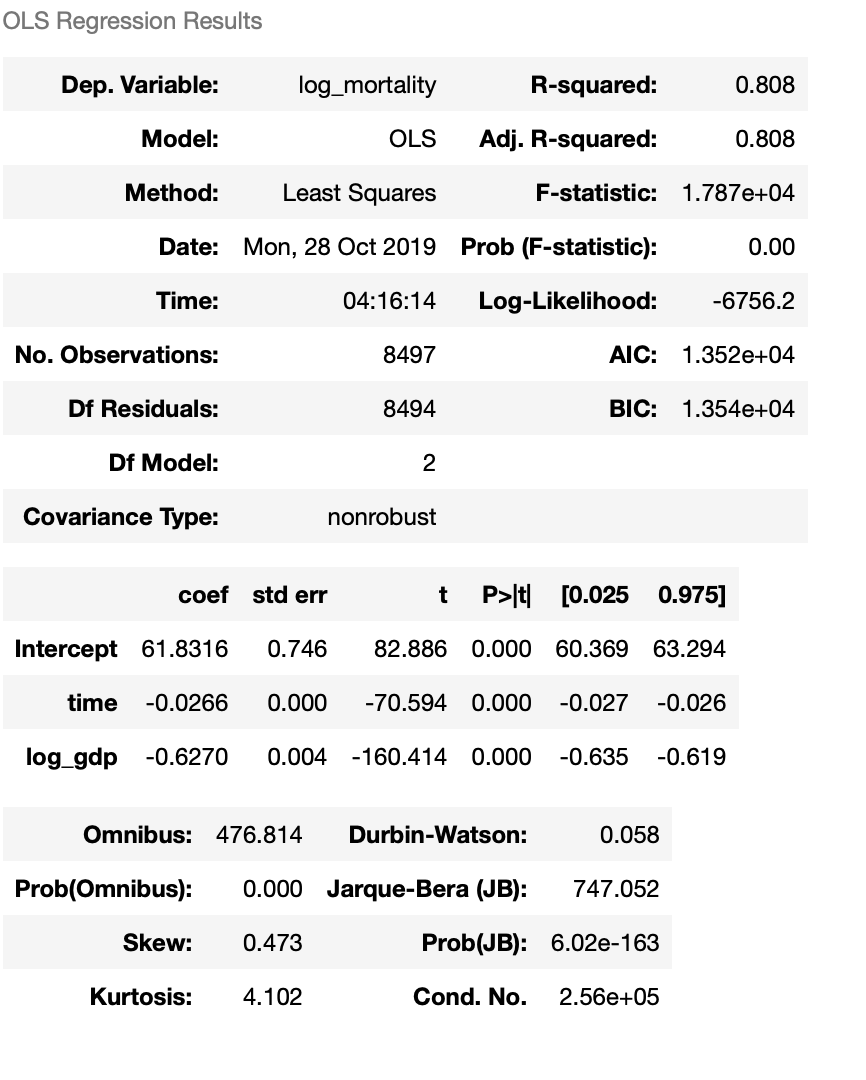 OLS Regression Results
Dep. Variable: log_mortality R-squared: 0.808
Model: OLS Adj. R-squared: 0.808
Method: Least Squares F-statistic: 1.787e+04
Date: Mon, 28 Oct 2019 Prob (F-statistic): 0.00
Time: 04:16:14 Log-Likelihood: -6756.2
No. Observations: 8497 AIC: 1.352e+04
Df Residuals: 8494 BIC: 1.354e+04
Df Model: 2
Covariance Type: nonrobust
coef std err t P>|t| [0.025 0.975]
Intercept 61.8316 0.746 82.886 0.000 60.369 63.294
time -0.0266 0.000 -70.594 0.000 -0.027 -0.026
log_gdp -0.6270 0.004 -160.414 0.000 -0.635 -0.619
Omnibus: 476.814 Durbin-Watson: 0.058
Prob(Omnibus): 0.000 Jarque-Bera (JB): 747.052
Skew: 0.473 Prob(JB): 6.02e-163
Kurtosis: 4.102 Cond. No. 2.56e+05